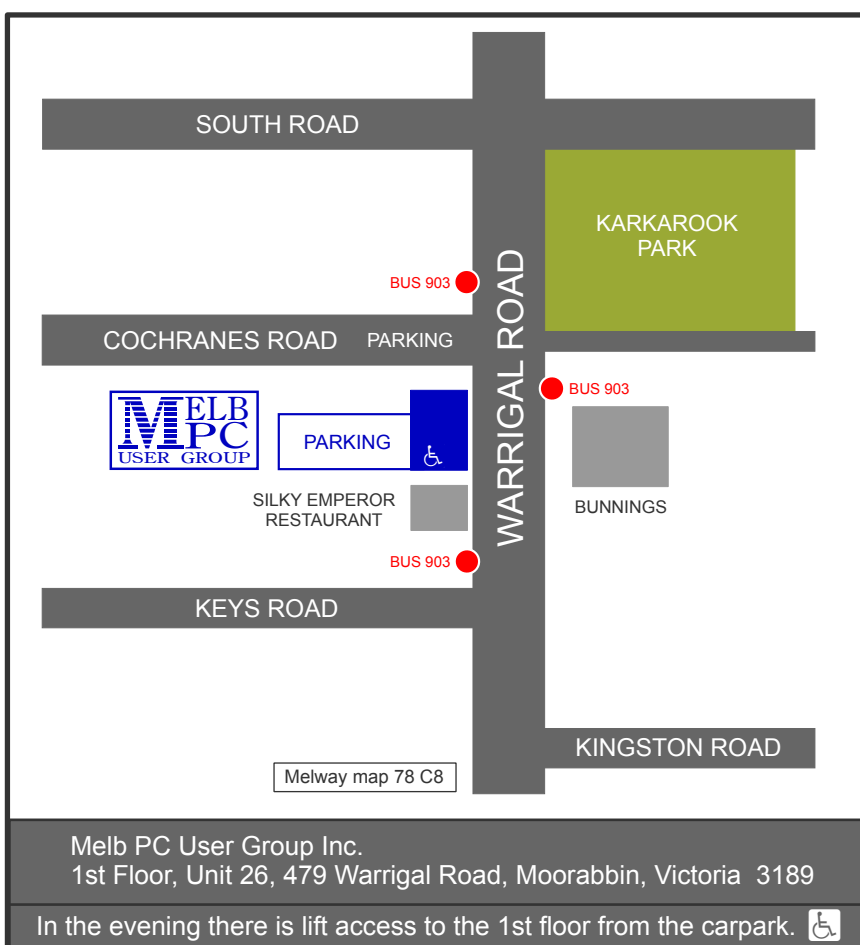 SOUTH ROAD
KARKAROOK
PARK
BUS 903
WARRIGAL ROAD
COCHRANES ROAD
PARKING
BUS 903
MELB
PC
USER GROUP
PARKING
SILKY EMPEROR
RESTAURANT
BUNNINGS
BUS 903
KEYS ROAD
KINGSTON ROAD
Melway map 78 C8
Melb PC User Group Inc.
1st Floor, Unit 26, 479 Warrigal Road, Moorabbin, Victoria 3189
In the evening there is lift access to the 1st floor from the carpark.